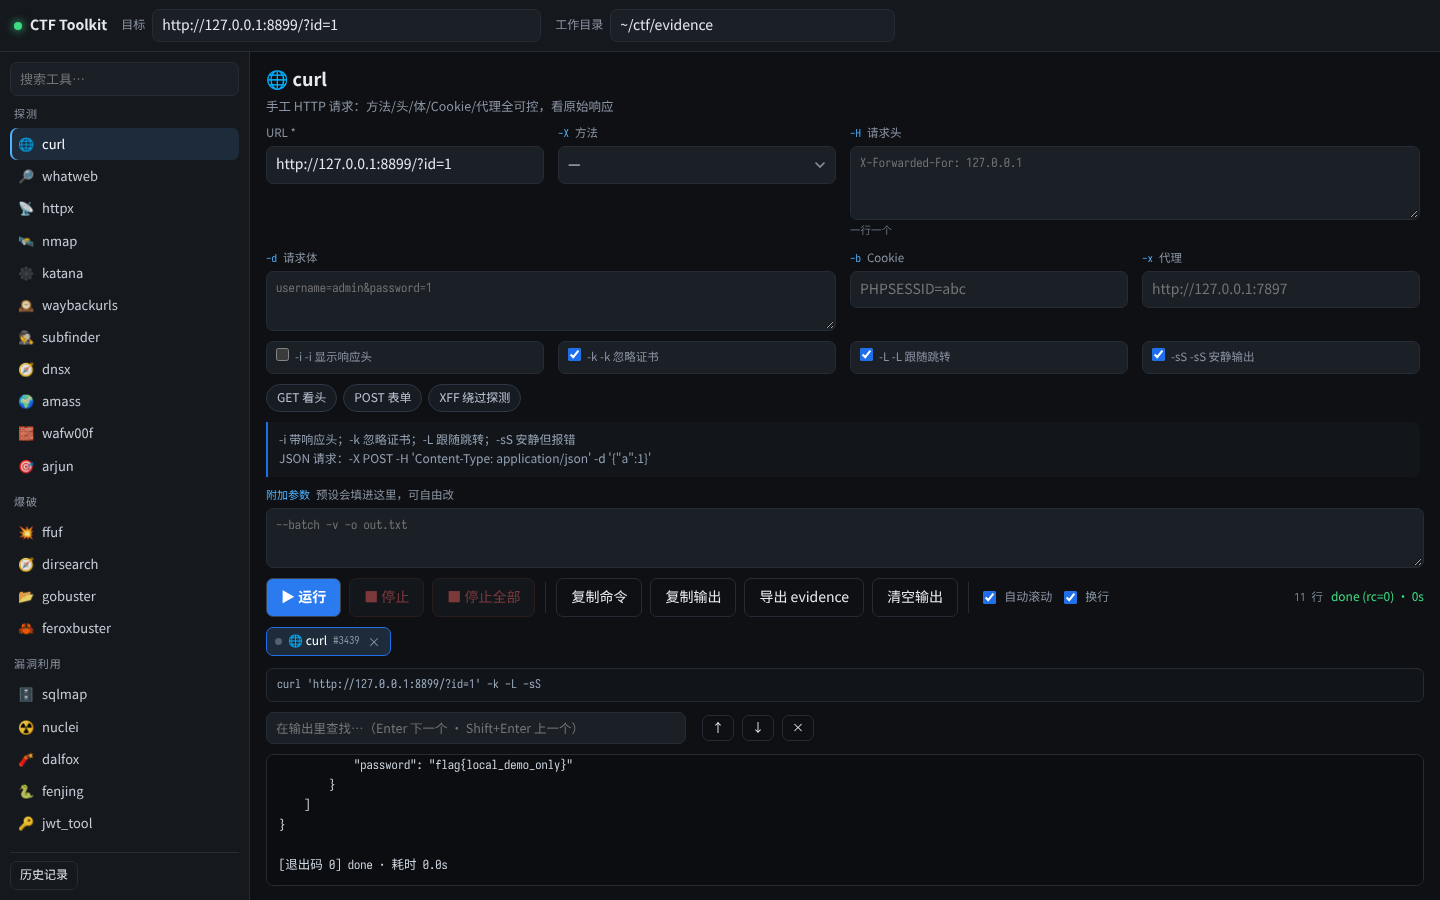 CTF Toolkit 目标 http://127.0.0.1:8899/?id=1 工作目录 ~/ctf/evidence
搜索工具…
探测
curl
whatweb
httpx
nmap
katana
waybackurls
subfinder
dnsx
amass
wafw00f
arjun
爆破
ffuf
dirsearch
gobuster
feroxbuster
漏洞利用
sqlmap
nuclei
dalfox
fenjing
jwt_tool
历史记录
curl
手工 HTTP 请求：方法/头/体/Cookie/代理全可控，看原始响应
URL * -X 方法 -H 请求头
http://127.0.0.1:8899/?id=1 — X-Forwarded-For: 127.0.0.1
一行一个
-d 请求体 -b Cookie -x 代理
username=admin&password=1 PHPSESSID=abc http://127.0.0.1:7897
-i -i 显示响应头 -k -k 忽略证书 -L -L 跟随跳转 -sS -sS 安静输出
GET 看头 POST 表单 XFF 绕过探测
-i 带响应头；-k 忽略证书；-L 跟随跳转；-sS 安静但报错
JSON 请求：-X POST -H 'Content-Type: application/json' -d '{"a":1}'
附加参数 预设会填进这里，可自由改
--batch -v -o out.txt
▶ 运行 ■ 停止 ■ 停止全部 复制命令 复制输出 导出 evidence 清空输出 自动滚动 换行 11 行 done (rc=0) · 0s
curl #3439 ×
curl 'http://127.0.0.1:8899/?id=1' -k -L -sS
在输出里查找…（Enter 下一个 · Shift+Enter 上一个） ↑ ↓ ×
"password": "flag{local_demo_only}"
}
]
}
[退出码 0] done · 耗时 0.0s